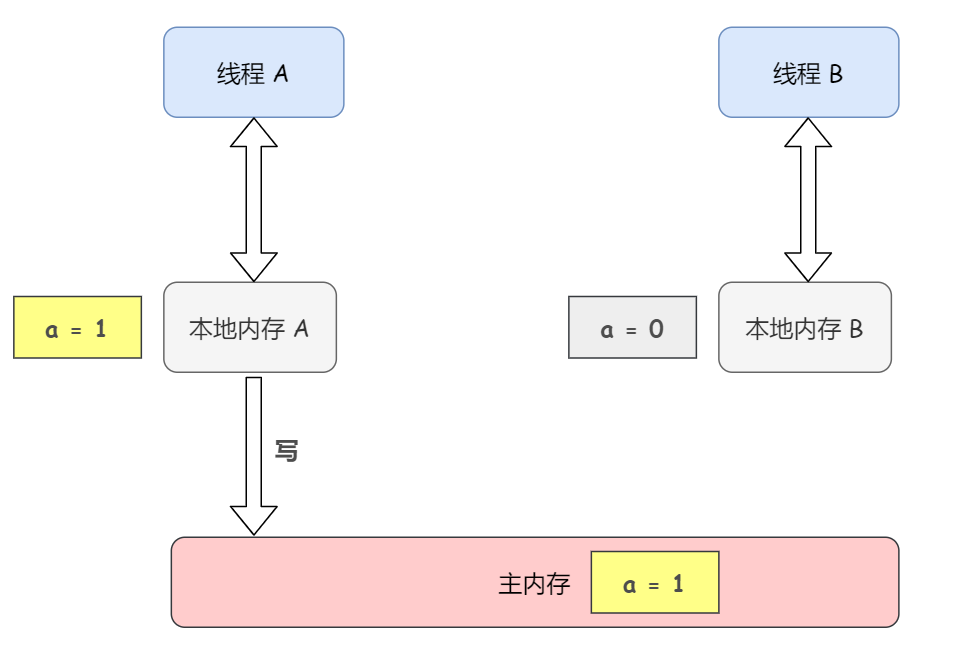 线程 A
线程 B
a = 1
本地内存 A
a = 0
本地内存 B
写
主内存
a = 1